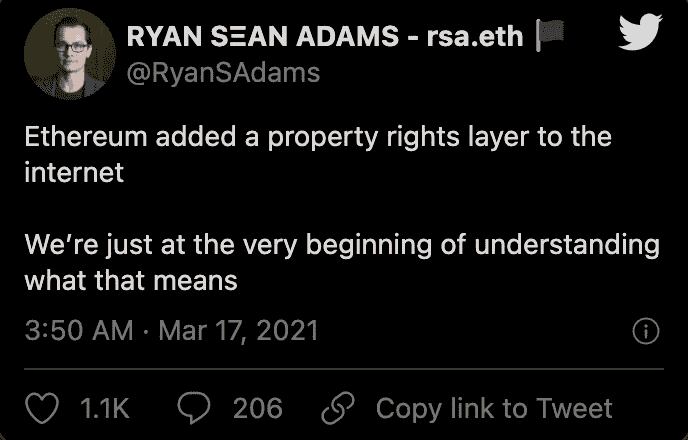 RYAN SΞAN ADAMS - rsa.eth 🏴
@RyanSAdams
Ethereum added a property rights layer to the
internet
We’re just at the very beginning of understanding
what that means
3:50 AM · Mar 17, 2021
1.1K 206 Copy link to Tweet